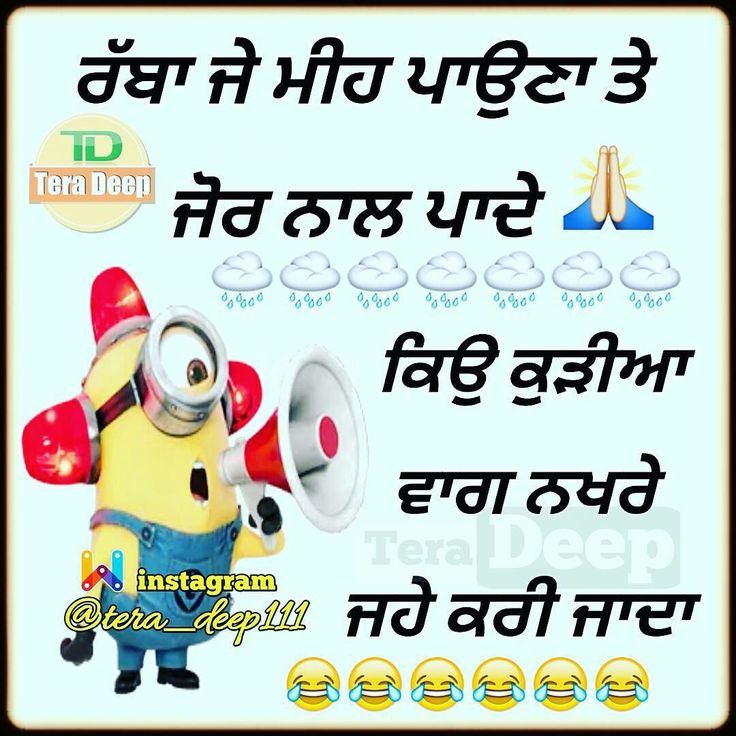 ਰੱਬਾ ਜੇ ਮੀਹ ਪਾਉਣਾ ਤੇ
TD
Tera Deep
ਜੋਰ ਨਾਲ ਪਾਦੇ 🙏
🌧🌧🌧🌧🌧🌧🌧
ਕਿਉ ਕੁੜੀਆ
ਵਾਗ ਨਖਰੇ
Tera Deep
instagram
@tera_deep111
ਜਹੇ ਕਰੀ ਜਾਦਾ
😂😂😂😂😂😂